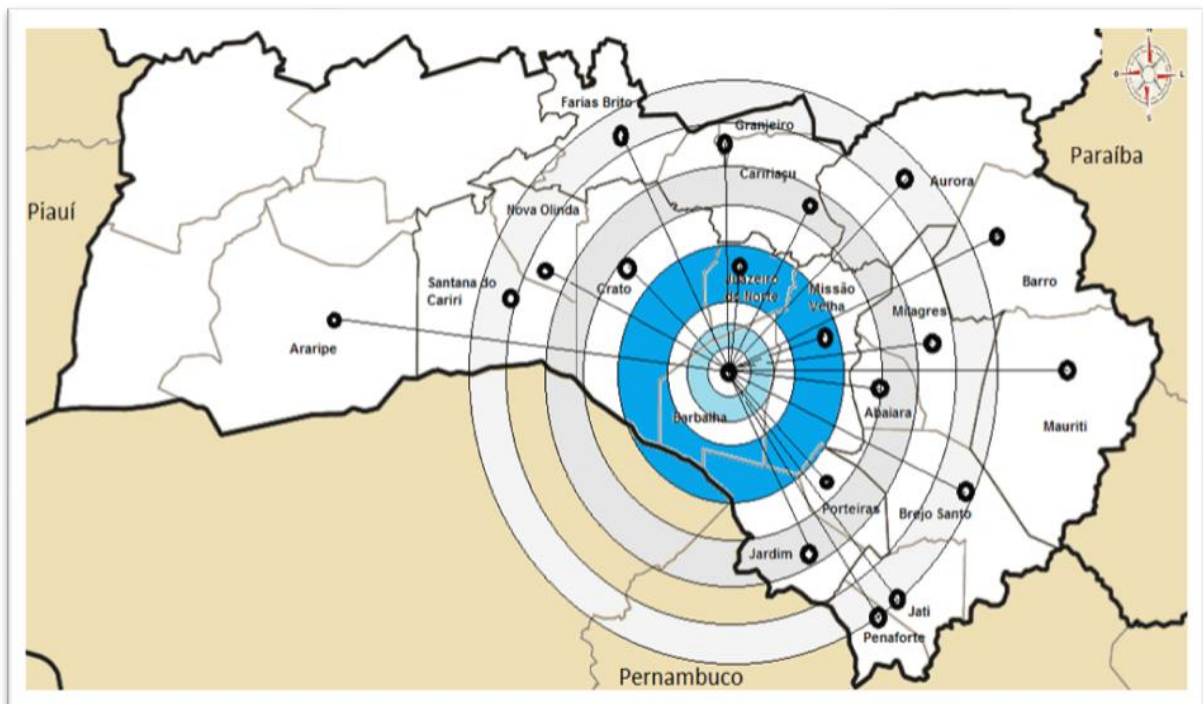 N
O
L
S
Farias Brito
Granjeiro
Paraíba
Caririaçu
Aurora
Piauí
Nova Olinda
Santana do
Cariri
Crato
Juazeiro
do Norte
Missão
Velha
Barro
Milagres
Araripe
Barbalha
Abaiara
Mauriti
Porteiras
Brejo Santo
Jardim
Jati
Penaforte
Pernambuco